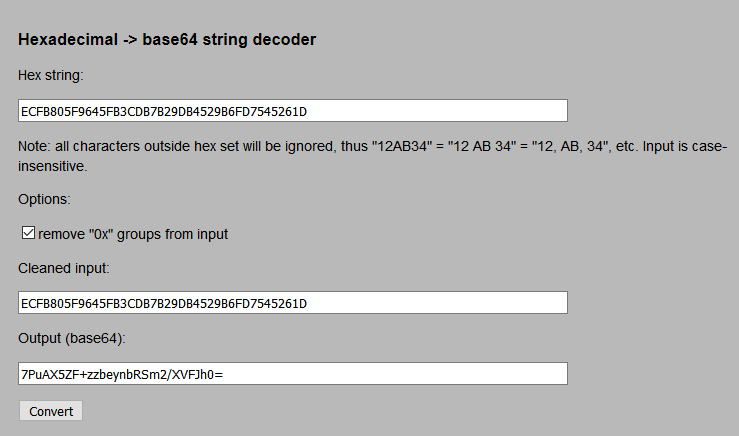 Hexadecimal -> base64 string decoder
Hex string:
ECFB805F9645FB3CDB7B29DB4529B6FD7545261D
Note: all characters outside hex set will be ignored, thus "12AB34" = "12 AB 34" = "12, AB, 34", etc. Input is case-
insensitive.
Options:
remove "0x" groups from input
Cleaned input:
ECFB805F9645FB3CDB7B29DB4529B6FD7545261D
Output (base64):
7PuAX5ZF+zzbeynbRSm2/XVFJh0=
Convert